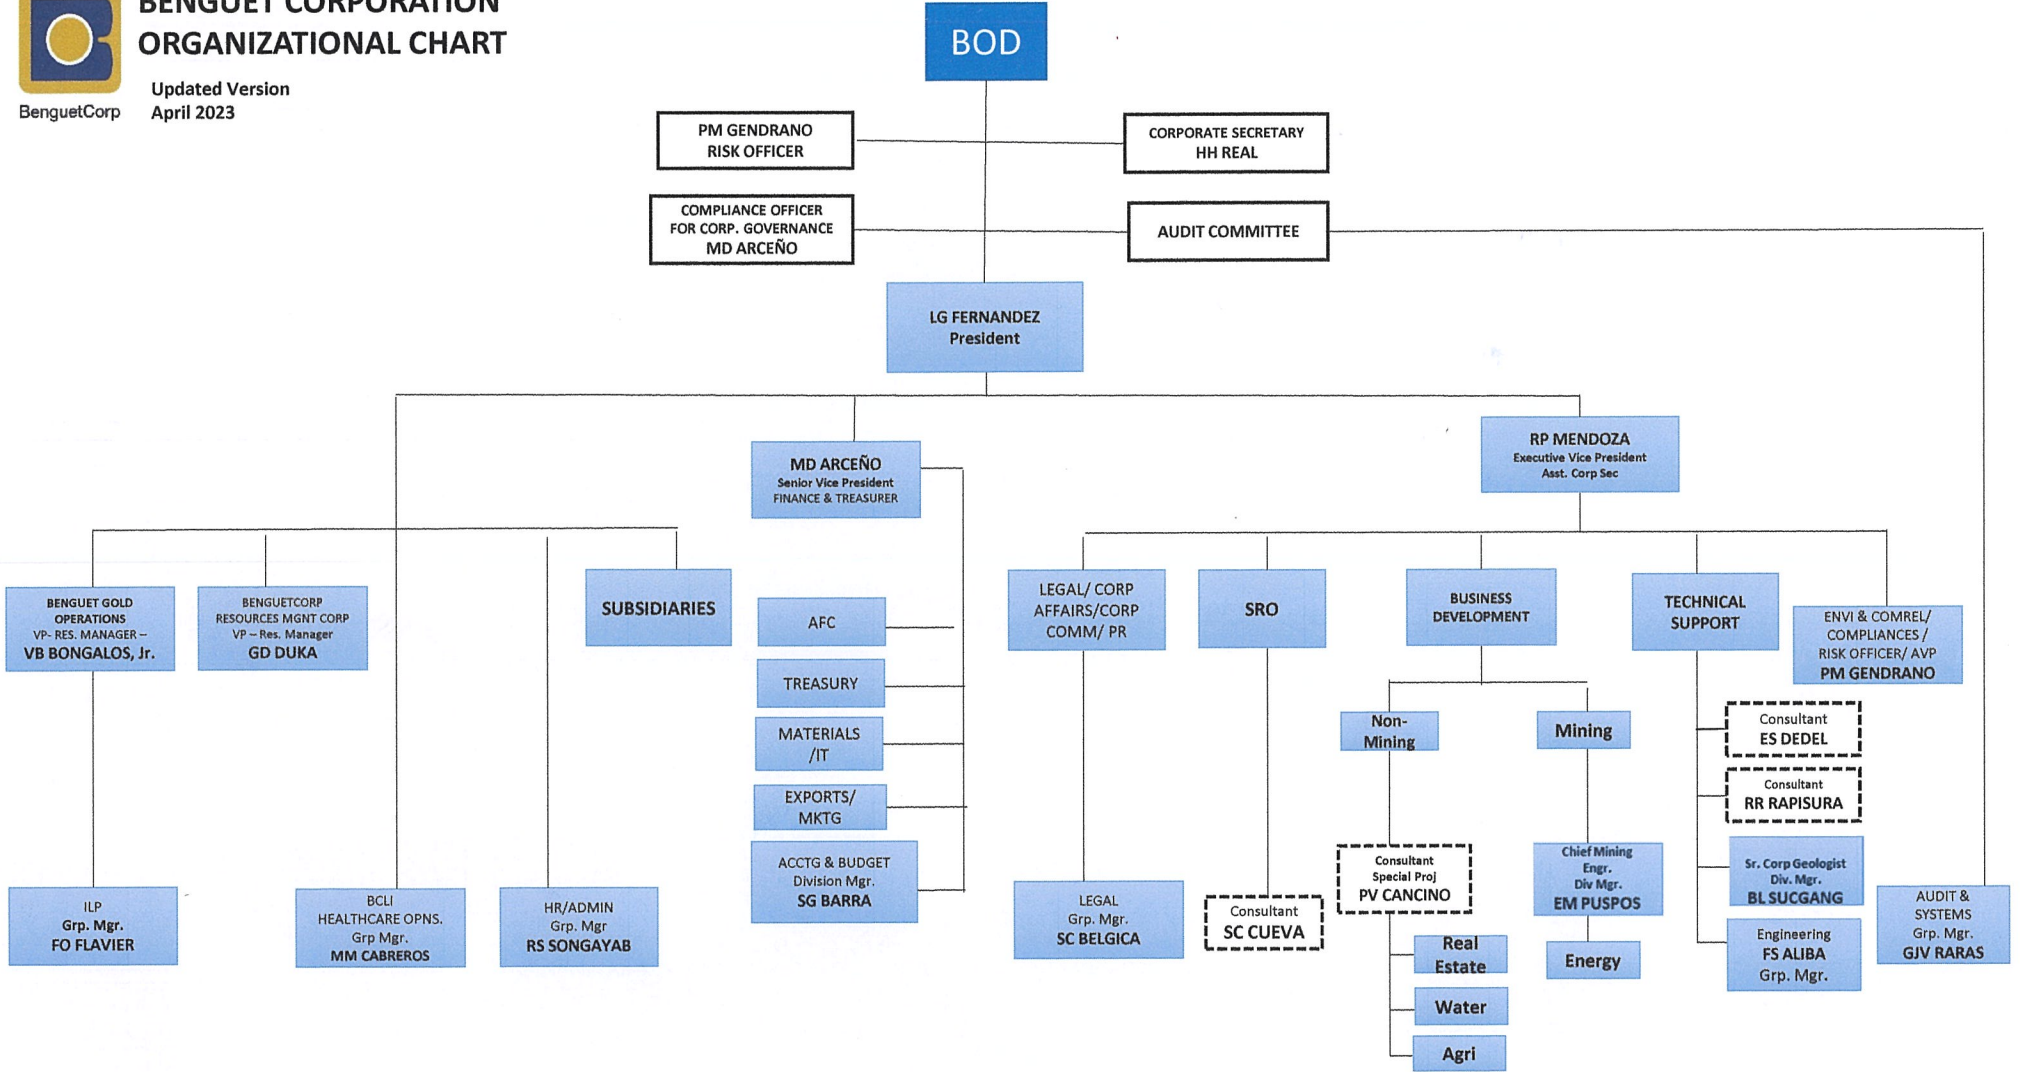 BENGUET CORPORATION
ORGANIZATIONAL CHART
Updated Version
April 2023
BenguetCorp
BOD
PM GENDRANO
RISK OFFICER
CORPORATE SECRETARY
HH REAL
COMPLIANCE OFFICER
FOR CORP. GOVERNANCE
MD ARCEÑO
AUDIT COMMITTEE
LG FERNANDEZ
President
MD ARCEÑO
Senior Vice President
FINANCE & TREASURER
RP MENDOZA
Executive Vice President
Asst. Corp Sec
BENGUET GOLD
OPERATIONS
VP- RES. MANAGER –
VB BONGALOS, Jr.
BENGUETCORP
RESOURCES MGNT CORP
VP – Res. Manager
GD DUKA
SUBSIDIARIES
AFC
TREASURY
MATERIALS
/IT
EXPORTS/
MKTG
ACCTG & BUDGET
Division Mgr.
SG BARRA
LEGAL/ CORP
AFFAIRS/CORP
COMM/ PR
SRO
BUSINESS
DEVELOPMENT
TECHNICAL
SUPPORT
ENVI & COMREL/
COMPLIANCES /
RISK OFFICER/ AVP
PM GENDRANO
Non-
Mining
Mining
Consultant
ES DEDEL
Consultant
RR RAPISURA
Consultant
Special Proj
PV CANCINO
Chief Mining
Engr.
Div Mgr.
EM PUSPOS
Sr. Corp Geologist
Div. Mgr.
BL SUCGANG
ILP
Grp. Mgr.
FO FLAVIER
BCLI
HEALTHCARE OPNS.
Grp Mgr.
MM CABREROS
HR/ADMIN
Grp. Mgr
RS SONGAYAB
LEGAL
Grp. Mgr.
SC BELGICA
Consultant
SC CUEVA
Real
Estate
Water
Agri
Energy
Engineering
FS ALIBA
Grp. Mgr.
AUDIT &
SYSTEMS
Grp. Mgr.
GJV RARAS